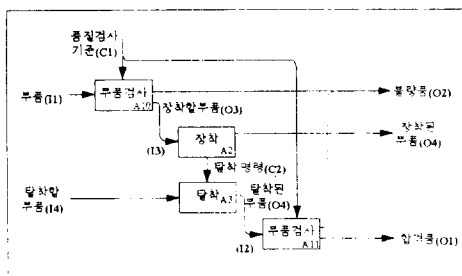 품질검사
기준(C1)
부품(I1)
부품검사
A10
불량품(O2)
장착할부품(O3)
장착
A2
(I3)
장착된
부품(O4)
탈착 명령(C2)
탈착할
부품(I4)
탈착
A3
탈착된
부품(O4)
(I2)
부품검사
A11
합격품(O1)